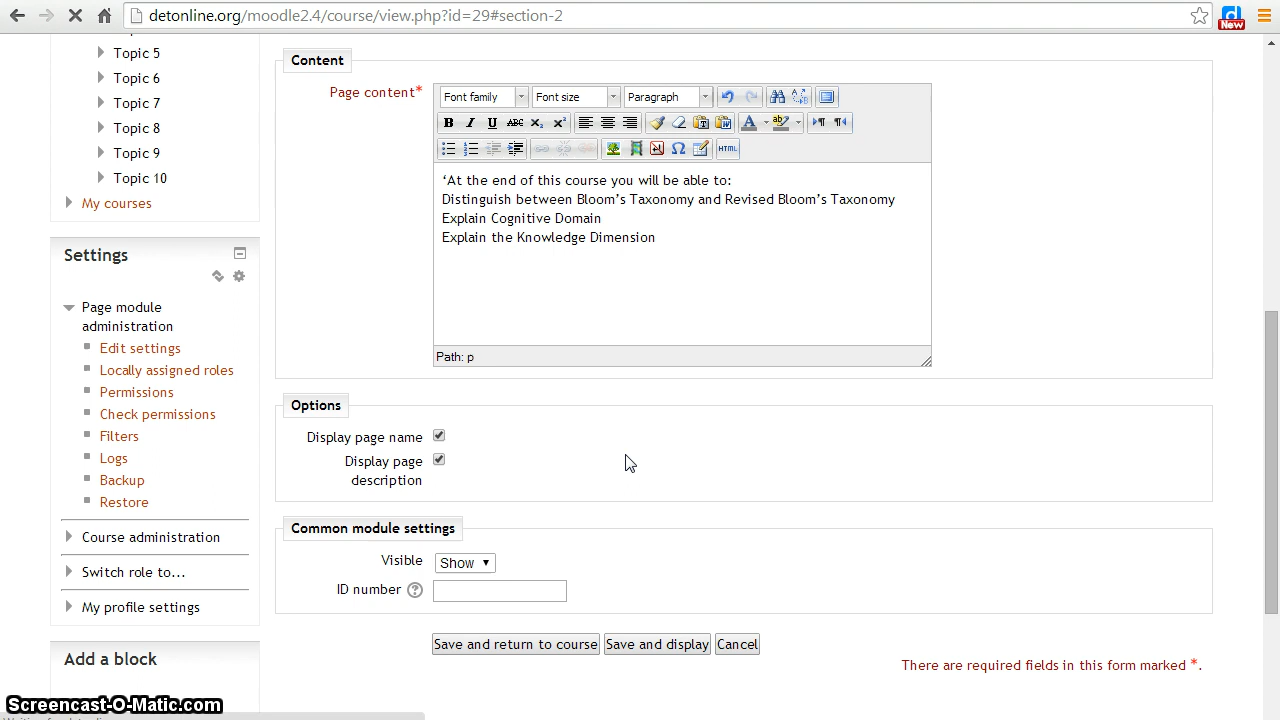 detonline.org/moodle2.4/course/view.php?id=29#section-2
New
Topic 5
Topic 6
Topic 7
Topic 8
Topic 9
Topic 10
My courses
Settings
Page module
administration
Edit settings
Locally assigned roles
Permissions
Check permissions
Filters
Logs
Backup
Restore
Course administration
Switch role to...
My profile settings
Add a block
Content
Page content*
Font family Font size Paragraph
B I U ABC X₂ X² A ab
HTML
‘At the end of this course you will be able to:
Distinguish between Bloom’s Taxonomy and Revised Bloom’s Taxonomy
Explain Cognitive Domain
Explain the Knowledge Dimension
Path: p
Options
Display page name
Display page
description
Common module settings
Visible Show
ID number ?
Save and return to course Save and display Cancel
There are required fields in this form marked *.
Screencast-O-Matic.com